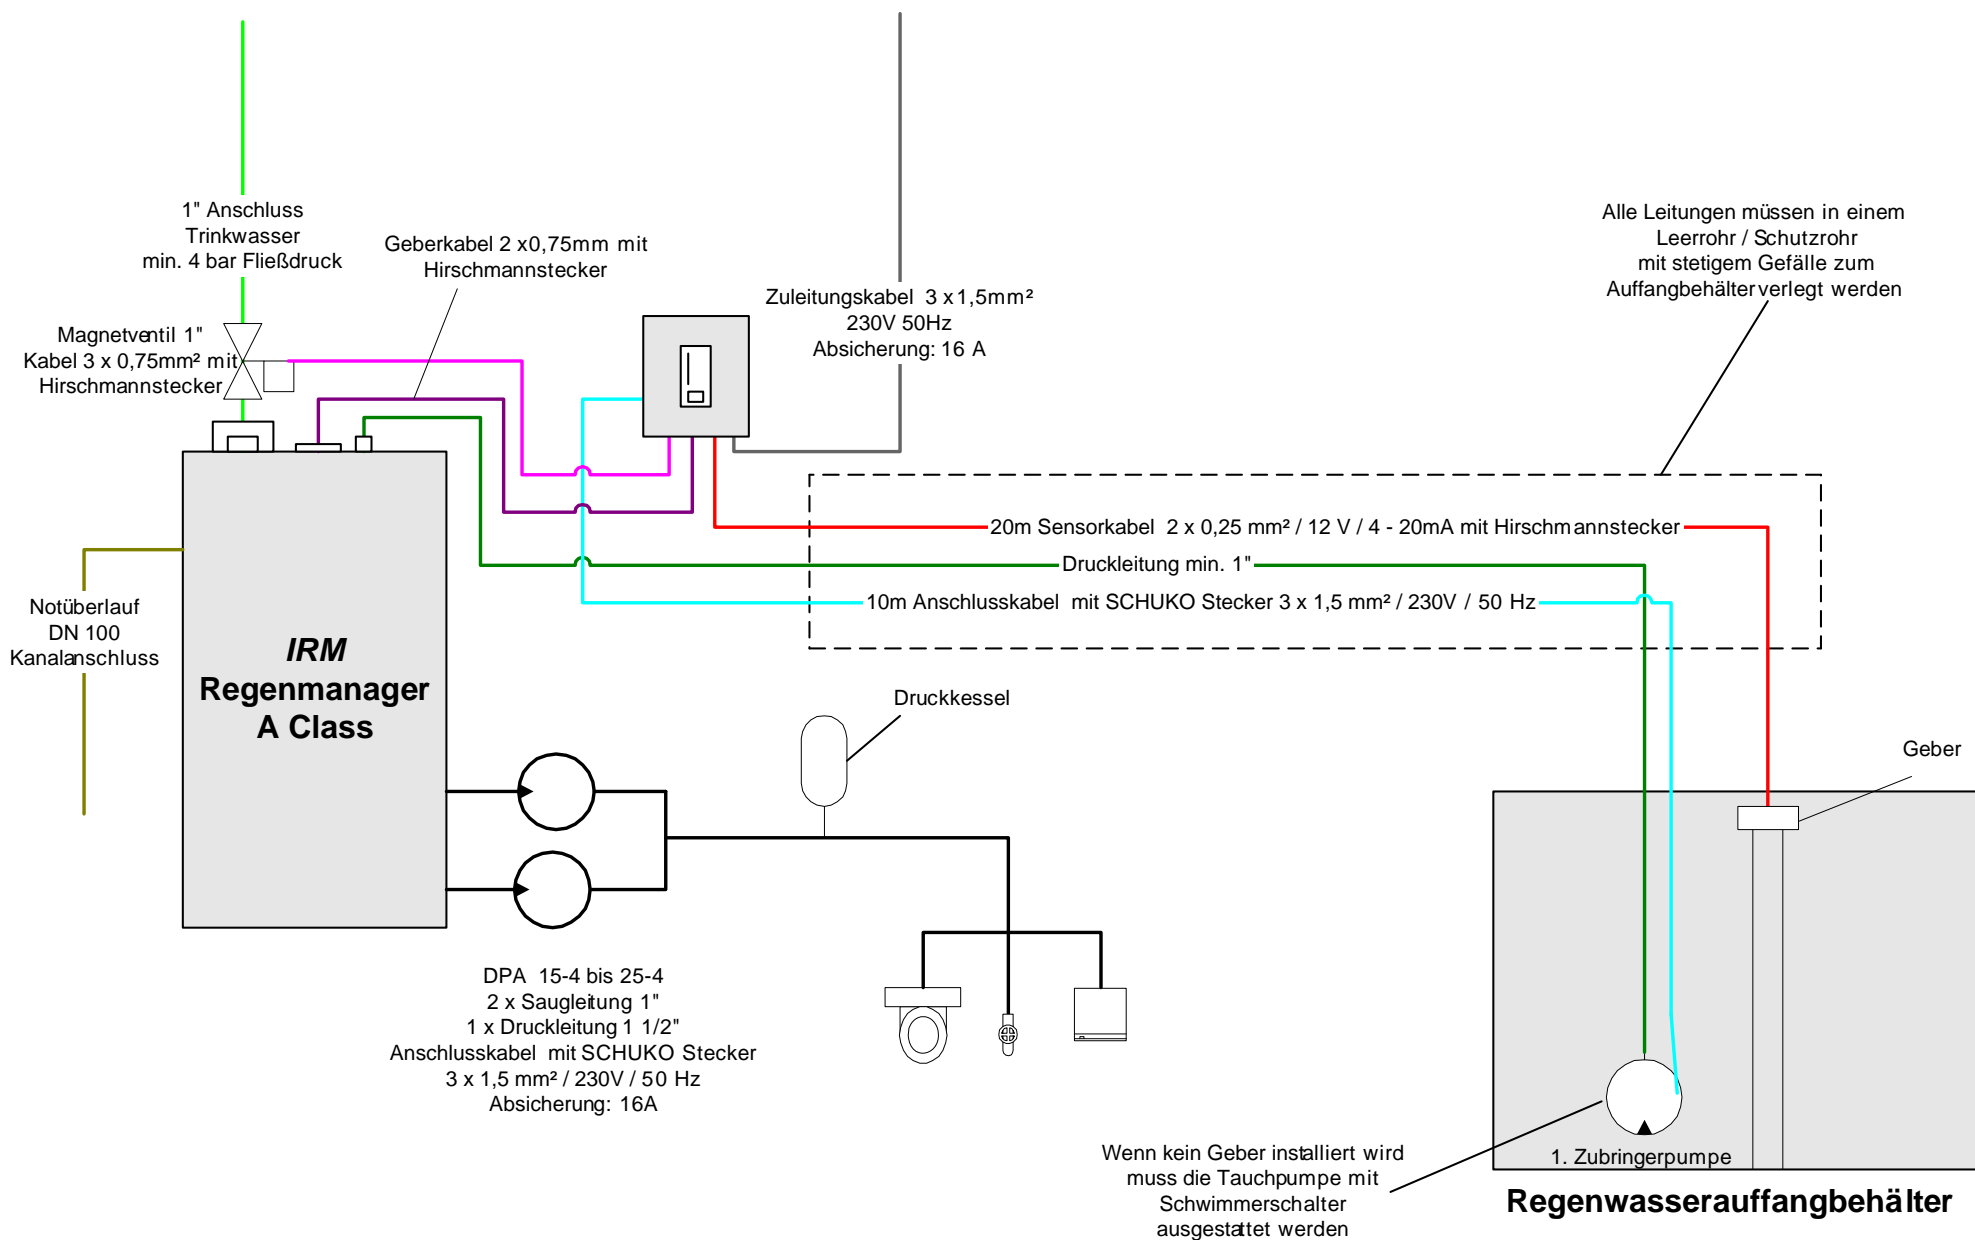 1" Anschluss
Trinkwasser
min. 4 bar Fließdruck
Geberkabel 2 x0,75mm mit
Hirschmannstecker
Zuleitungskabel 3 x 1,5mm²
230V 50Hz
Absicherung: 16 A
Alle Leitungen müssen in einem
Leerrohr / Schutzrohr
mit stetigem Gefälle zum
Auffangbehälter verlegt werden
Magnetventil 1"
Kabel 3 x 0,75mm² mit
Hirschmannstecker
20m Sensorkabel 2 x 0,25 mm² / 12 V / 4 - 20mA mit Hirschmannstecker
Druckleitung min. 1"
10m Anschlusskabel mit SCHUKO Stecker 3 x 1,5 mm² / 230V / 50 Hz
Notüberlauf
DN 100
Kanalanschluss
IRM
Regenmanager
A Class
Druckkessel
Geber
DPA 15-4 bis 25-4
2 x Saugleitung 1"
1 x Druckleitung 1 1/2"
Anschlusskabel mit SCHUKO Stecker
3 x 1,5 mm² / 230V / 50 Hz
Absicherung: 16A
Wenn kein Geber installiert wird
muss die Tauchpumpe mit
Schwimmerschalter
ausgestattet werden
1. Zubringerpumpe
Regenwasserauffangbehälter